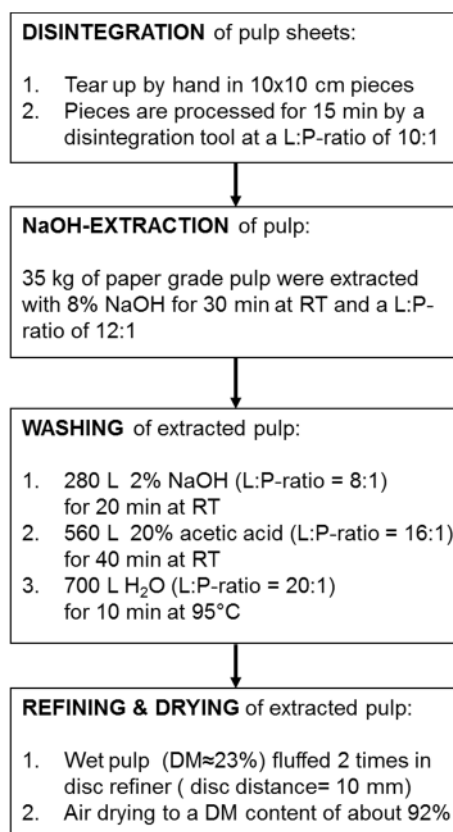 DISINTEGRATION of pulp sheets:
1. Tear up by hand in 10x10 cm pieces
2. Pieces are processed for 15 min by a
disintegration tool at a L:P-ratio of 10:1
NaOH-EXTRACTION of pulp:
35 kg of paper grade pulp were extracted
with 8% NaOH for 30 min at RT and a L:P-
ratio of 12:1
WASHING of extracted pulp:
1. 280 L 2% NaOH (L:P-ratio = 8:1)
for 20 min at RT
2. 560 L 20% acetic acid (L:P-ratio = 16:1)
for 40 min at RT
3. 700 L H₂O (L:P-ratio = 20:1)
for 10 min at 95°C
REFINING & DRYING of extracted pulp:
1. Wet pulp (DM≈23%) fluffed 2 times in
disc refiner ( disc distance= 10 mm)
2. Air drying to a DM content of about 92%